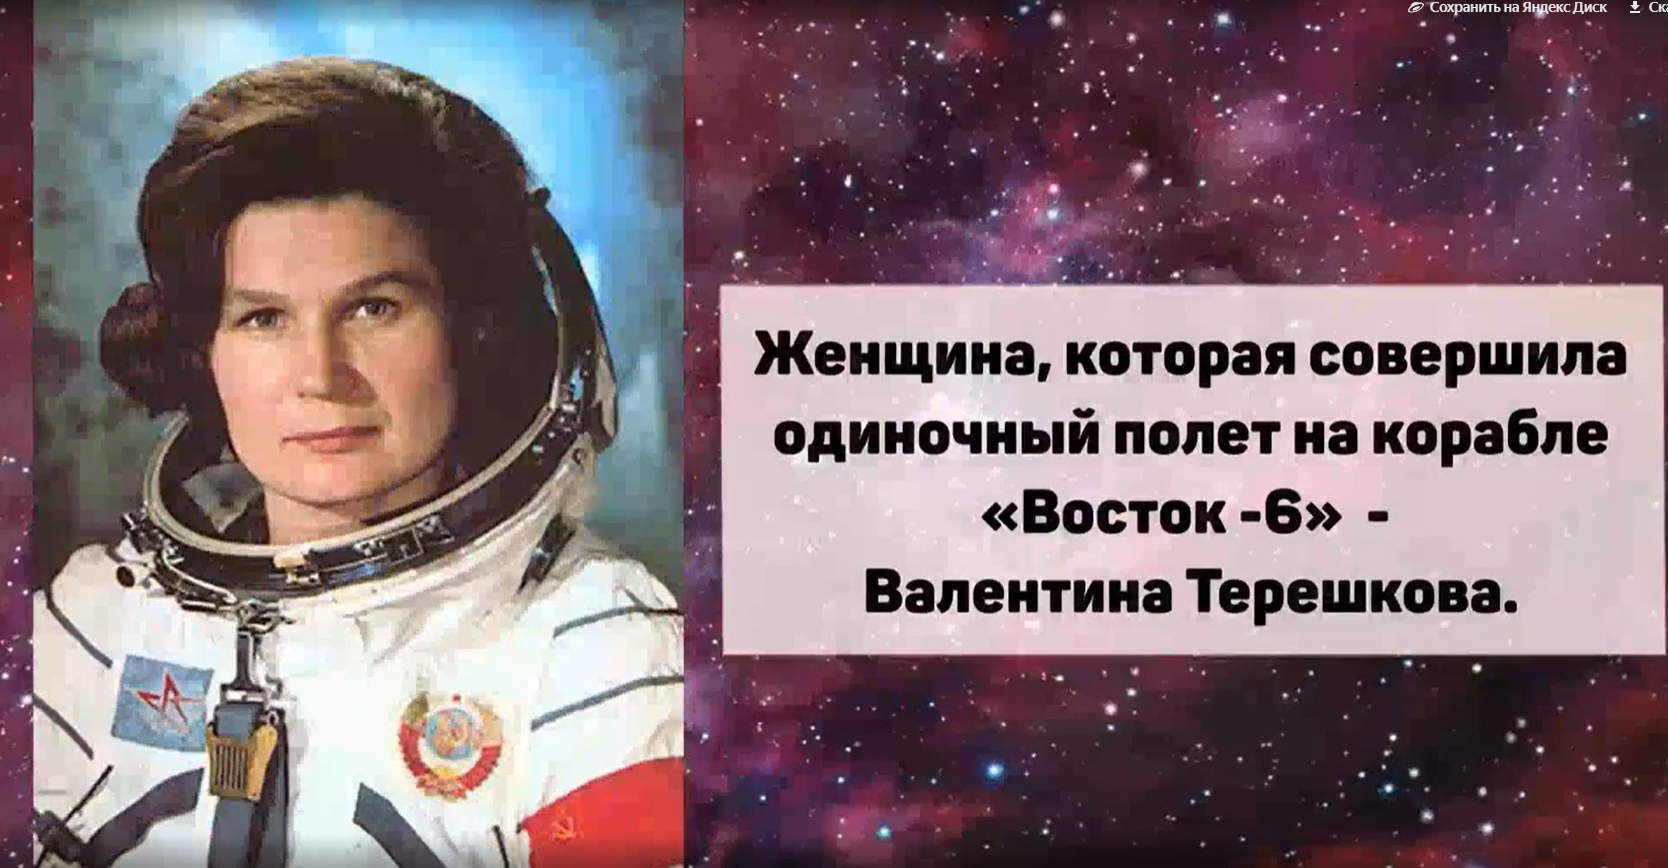 Сохранить на Яндекс Диск
Женщина, которая совершила
одиночный полет на корабле
«Восток -6» -
Валентина Терешкова.